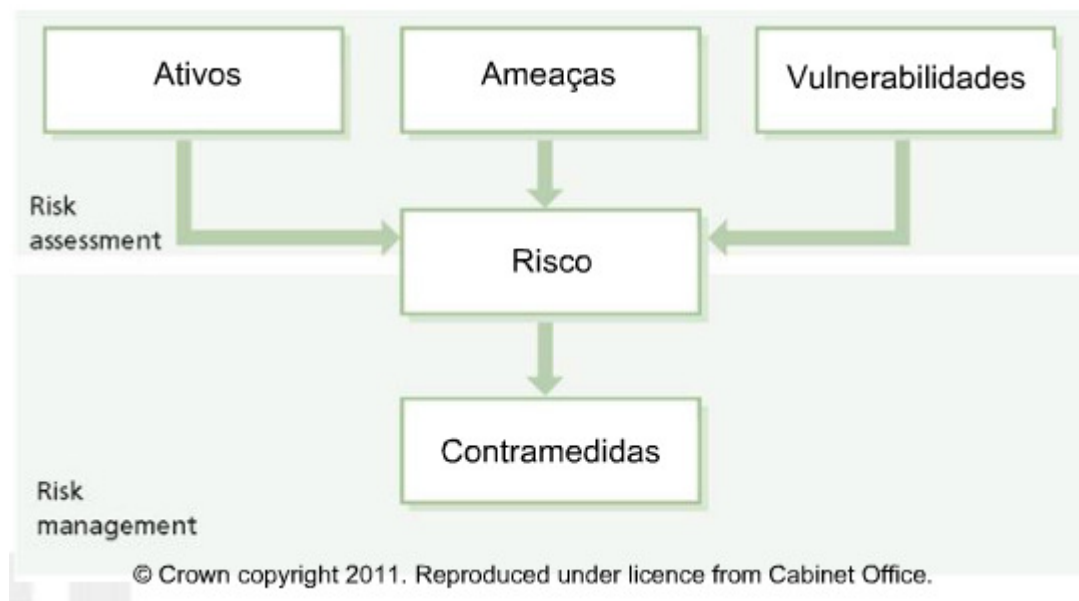 Ativos
Ameaças
Vulnerabilidades
Risk
assessment
Risco
Contramedidas
Risk
management
© Crown copyright 2011. Reproduced under licence from Cabinet Office.